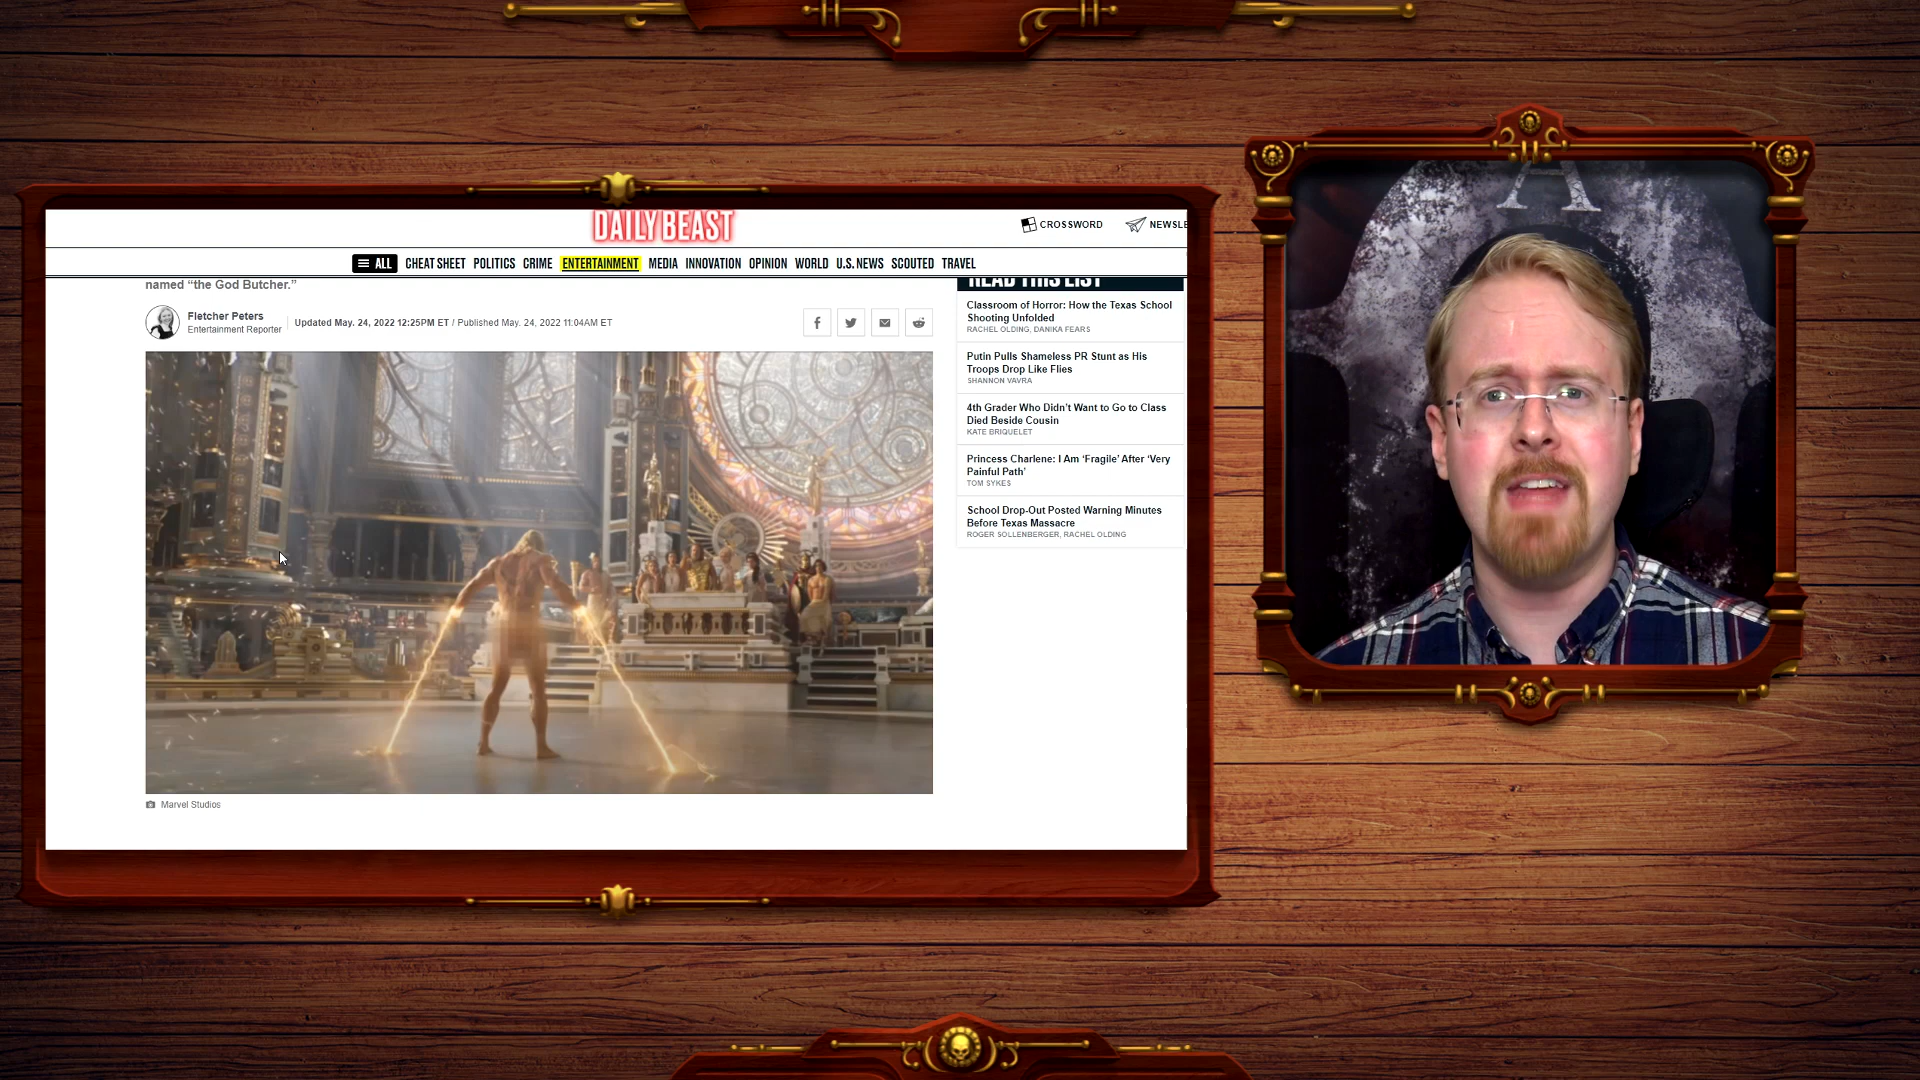 DAILY BEAST
CROSSWORD
ALL CHEAT SHEET POLITICS CRIME ENTERTAINMENT MEDIA INNOVATION OPINION WORLD U.S. NEWS SCOUTED TRAVEL
named “the God Butcher.”
Fletcher Peters
Entertainment Reporter
Updated May. 24, 2022 12:25PM ET / Published May. 24, 2022 11:04AM ET
Marvel Studios
READ THIS LIST
Classroom of Horror: How the Texas School
Shooting Unfolded
RACHEL OLDING, DANIKA FEARS
Putin Pulls Shameless PR Stunt as His
Troops Drop Like Flies
SHANNON VAVRA
4th Grader Who Didn’t Want to Go to Class
Died Beside Cousin
KATE BRIQUELET
Princess Charlene: I Am ‘Fragile’ After ‘Very
Painful Path’
TOM SYKES
School Drop-Out Posted Warning Minutes
Before Texas Massacre
ROGER SOLLENBERGER, RACHEL OLDING
A